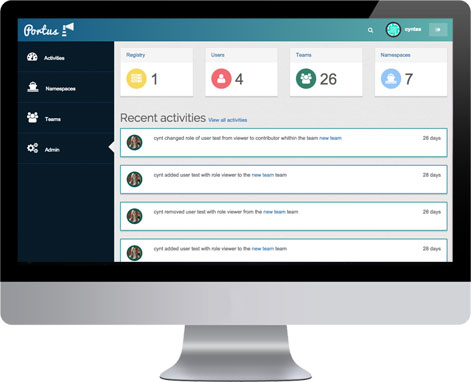 Portus
cyntss
Activities
Namespaces
Teams
Admin
Registry
1
Users
4
Teams
26
Namespaces
7
Recent activities View all activities
cynt changed role of user test from viewer to contributor whithin the team new team 28 days
cynt added user test with role viewer to the new team team 28 days
cynt removed user test with role viewer from the new team team 28 days
cynt added user test with role viewer to the new team team 28 days